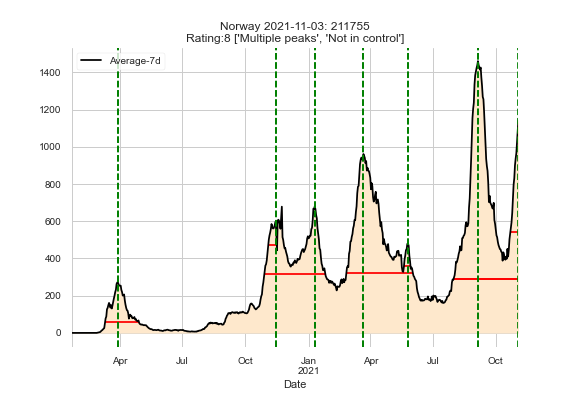 Norway 2021-11-03: 211755
Rating:8 ['Multiple peaks', 'Not in control']
Average-7d
1400
1200
1000
800
600
400
200
0
Apr Jul Oct Jan Apr Jul Oct
2021
Date